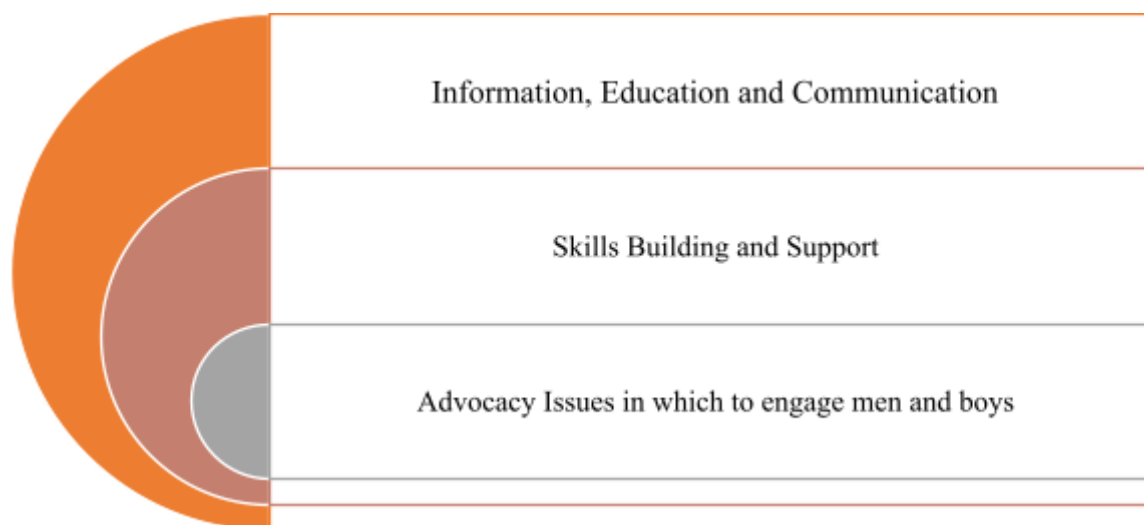 Information, Education and Communication
Skills Building and Support
Advocacy Issues in which to engage men and boys